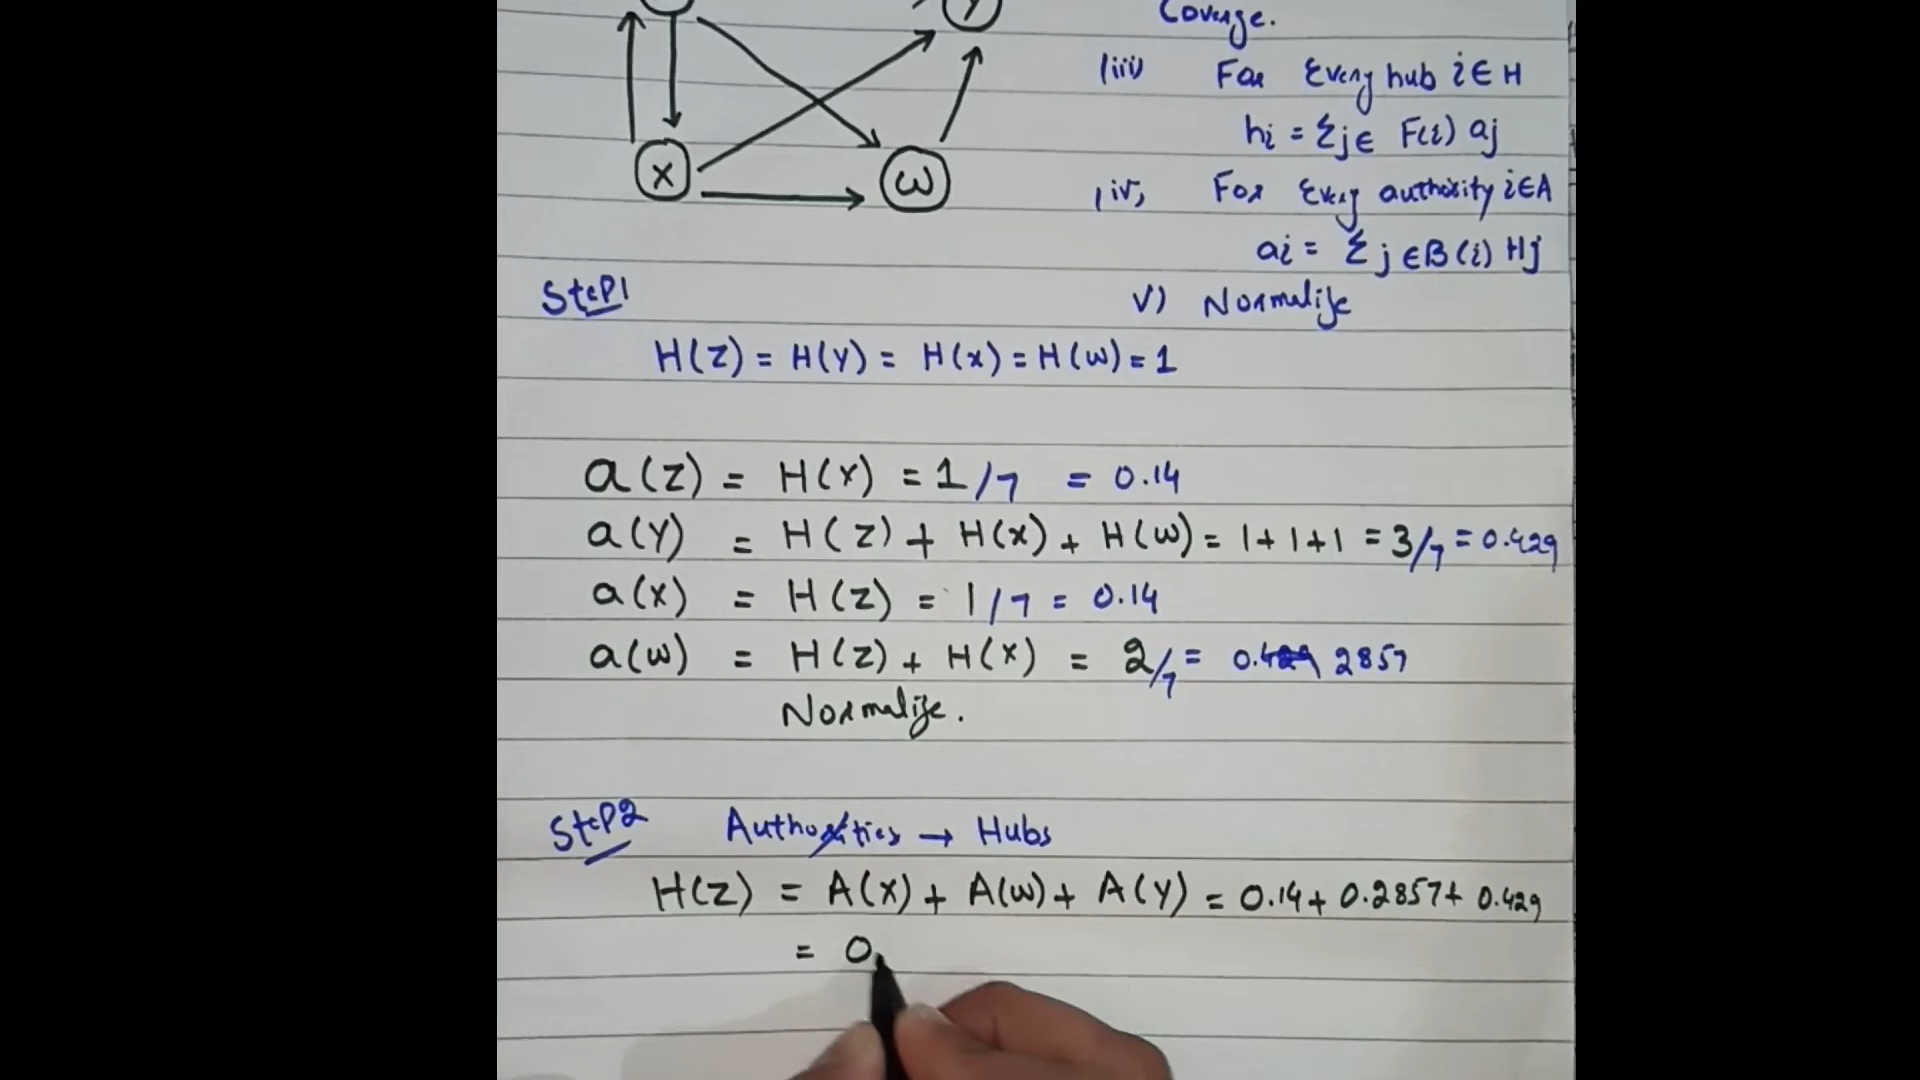 Y
Coverge.
(iii) For Every hub i∈H
hi = Σj∈ F(i) aj
X
W
(iv, For Every authority i∈A
ai = Σ j∈B(i) Hj
V) Normalize
Step1
H(Z) = H(Y) = H(X) = H(W) = 1
a(Z) = H(X) = 1/7 = 0.14
a(Y) = H(Z) + H(X) + H(W) = 1+1+1 = 3/7 = 0.429
a(X) = H(Z) = 1/7 = 0.14
a(W) = H(Z) + H(X) = 2/7 = 0. 2857
Normalize.
Step2 Authorities → Hubs
H(Z) = A(X) + A(W) + A(Y) = 0.14 + 0.2857 + 0.429
= 0.